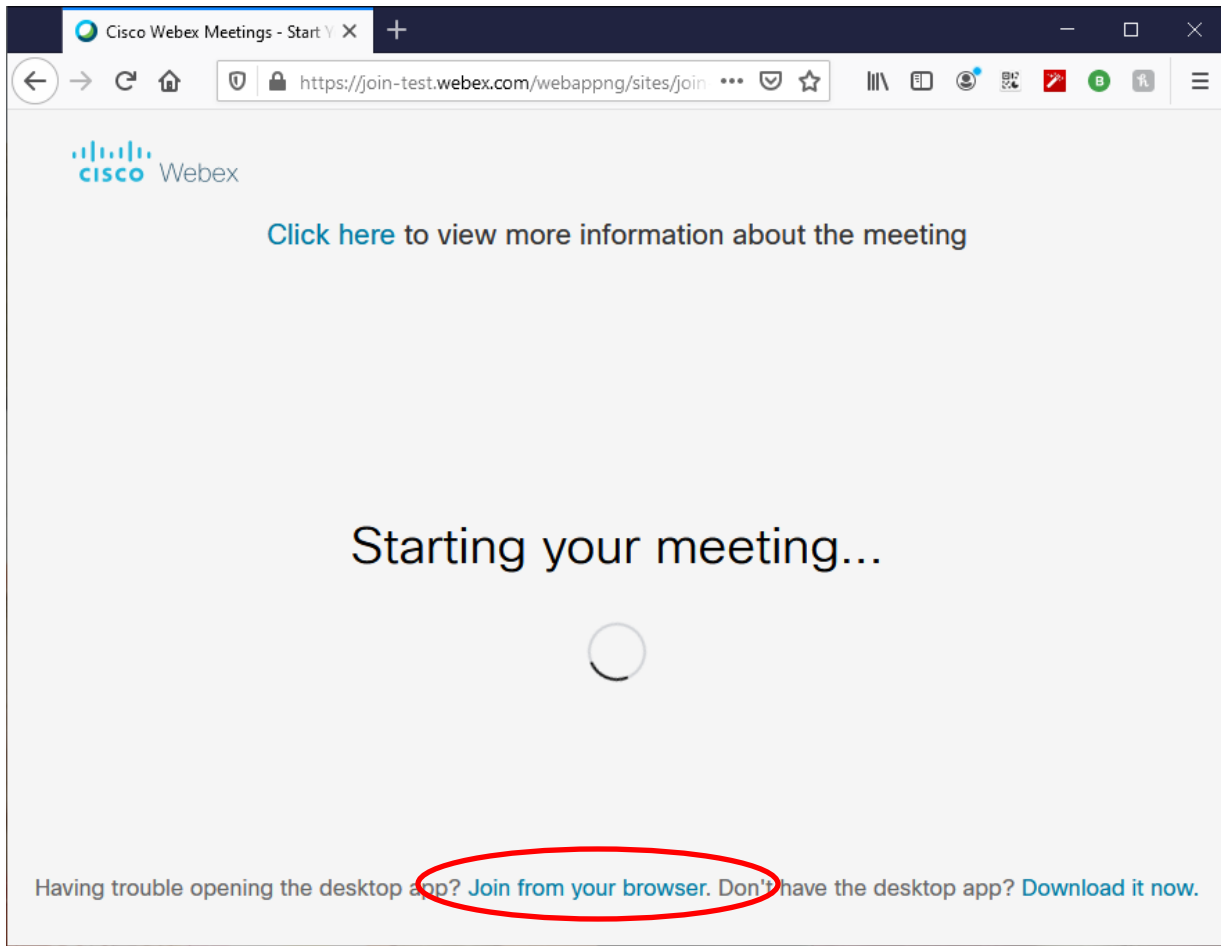 Cisco Webex Meetings - Start Y
https://join-test.webex.com/webappng/sites/join
CISCO Webex
Click here to view more information about the meeting
Starting your meeting...
Having trouble opening the desktop app? Join from your browser. Don't have the desktop app? Download it now.